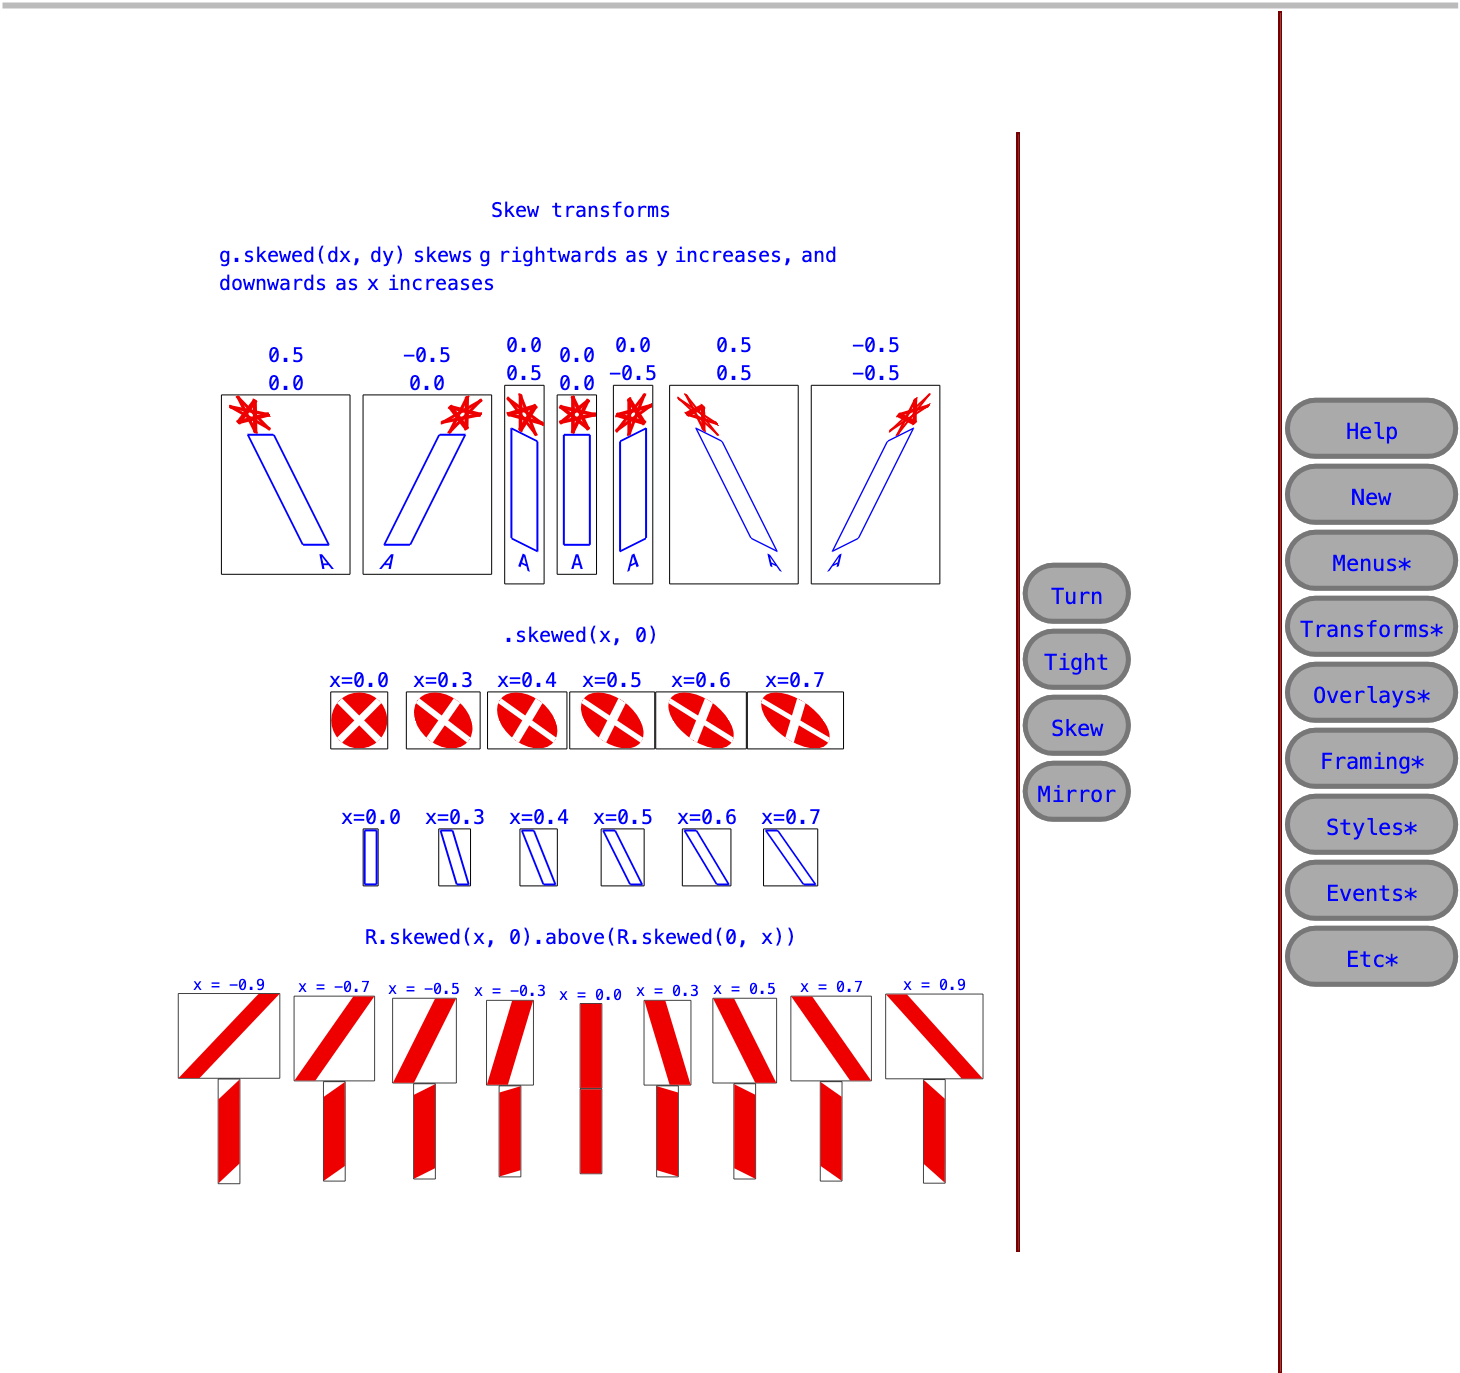 Skew transforms
g.skewed(dx, dy) skews g rightwards as y increases, and
downwards as x increases
0.5 −0.5 0.0 0.0 0.0 0.5 −0.5
0.0 0.0 0.5 0.0 −0.5 0.5 −0.5
A A A A A A A
.skewed(x, 0)
x=0.0 x=0.3 x=0.4 x=0.5 x=0.6 x=0.7
x=0.0 x=0.3 x=0.4 x=0.5 x=0.6 x=0.7
R.skewed(x, 0).above(R.skewed(0, x))
x = −0.9 x = −0.7 x = −0.5 x = −0.3 x = 0.0 x = 0.3 x = 0.5 x = 0.7 x = 0.9
Turn
Tight
Skew
Mirror
Help
New
Menus*
Transforms*
Overlays*
Framing*
Styles*
Events*
Etc*